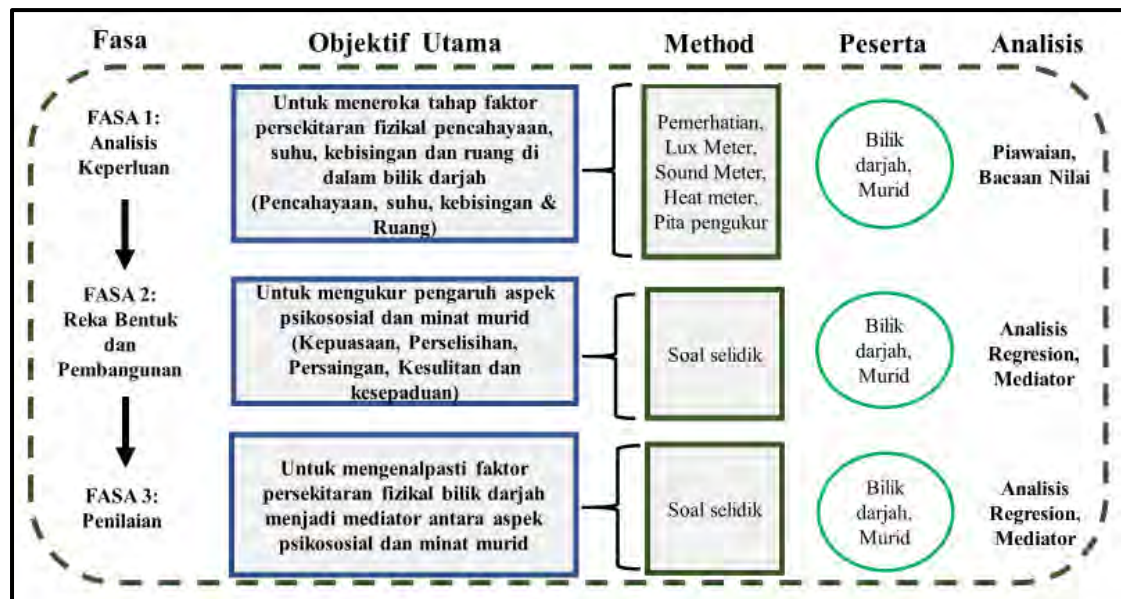 Fasa
Objektif Utama
Method
Peserta
Analisis
FASA 1:
Analisis
Keperluan
Untuk meneroka tahap faktor
persekitaran fizikal pencahayaan,
suhu, kebisingan dan ruang di
dalam bilik darjah
(Pencahayaan, suhu, kebisingan &
Ruang)
Pemerhatian,
Lux Meter,
Sound Meter,
Heat meter,
Pita pengukur
Bilik
darjah,
Murid
Piawaian,
Bacaan Nilai
FASA 2:
Reka Bentuk
dan
Pembangunan
Untuk mengukur pengaruh aspek
psikososial dan minat murid
(Kepuasaan, Perselisihan,
Persaingan, Kesulitan dan
kesepaduan)
Soal selidik
Bilik
darjah,
Murid
Analisis
Regresion,
Mediator
FASA 3:
Penilaian
Untuk mengenalpasti faktor
persekitaran fizikal bilik darjah
menjadi mediator antara aspek
psikososial dan minat murid
Soal selidik
Bilik
darjah,
Murid
Analisis
Regresion,
Mediator